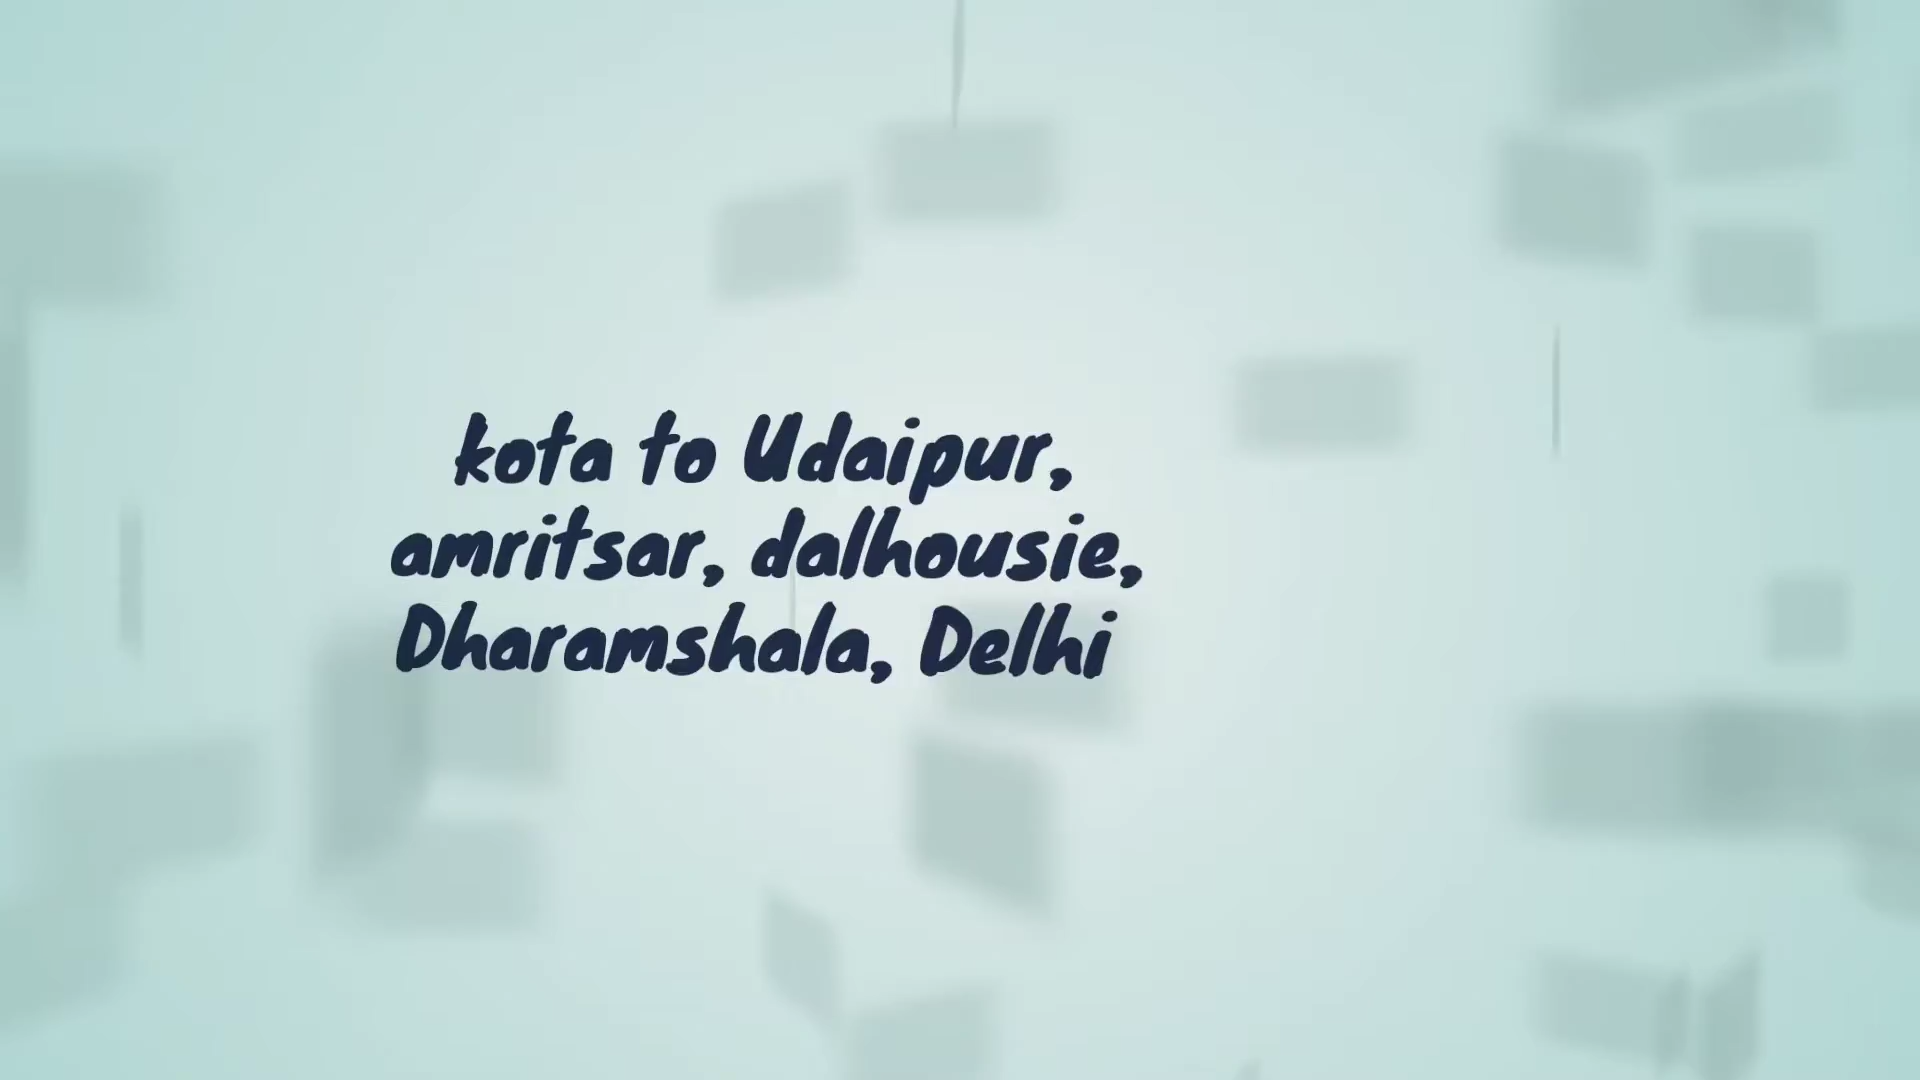 kota to Udaipur,
amritsar, dalhousie,
Dharamshala, Delhi